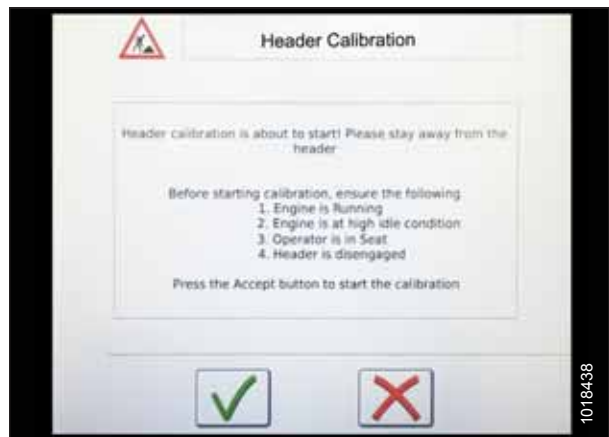 Header Calibration
Header calibration is about to start! Please stay away from the
header
Before starting calibration, ensure the following
1. Engine is Running
2. Engine is at high idle condition
3. Operator is in Seat
4. Header is disengaged
Press the Accept button to start the calibration
1018438